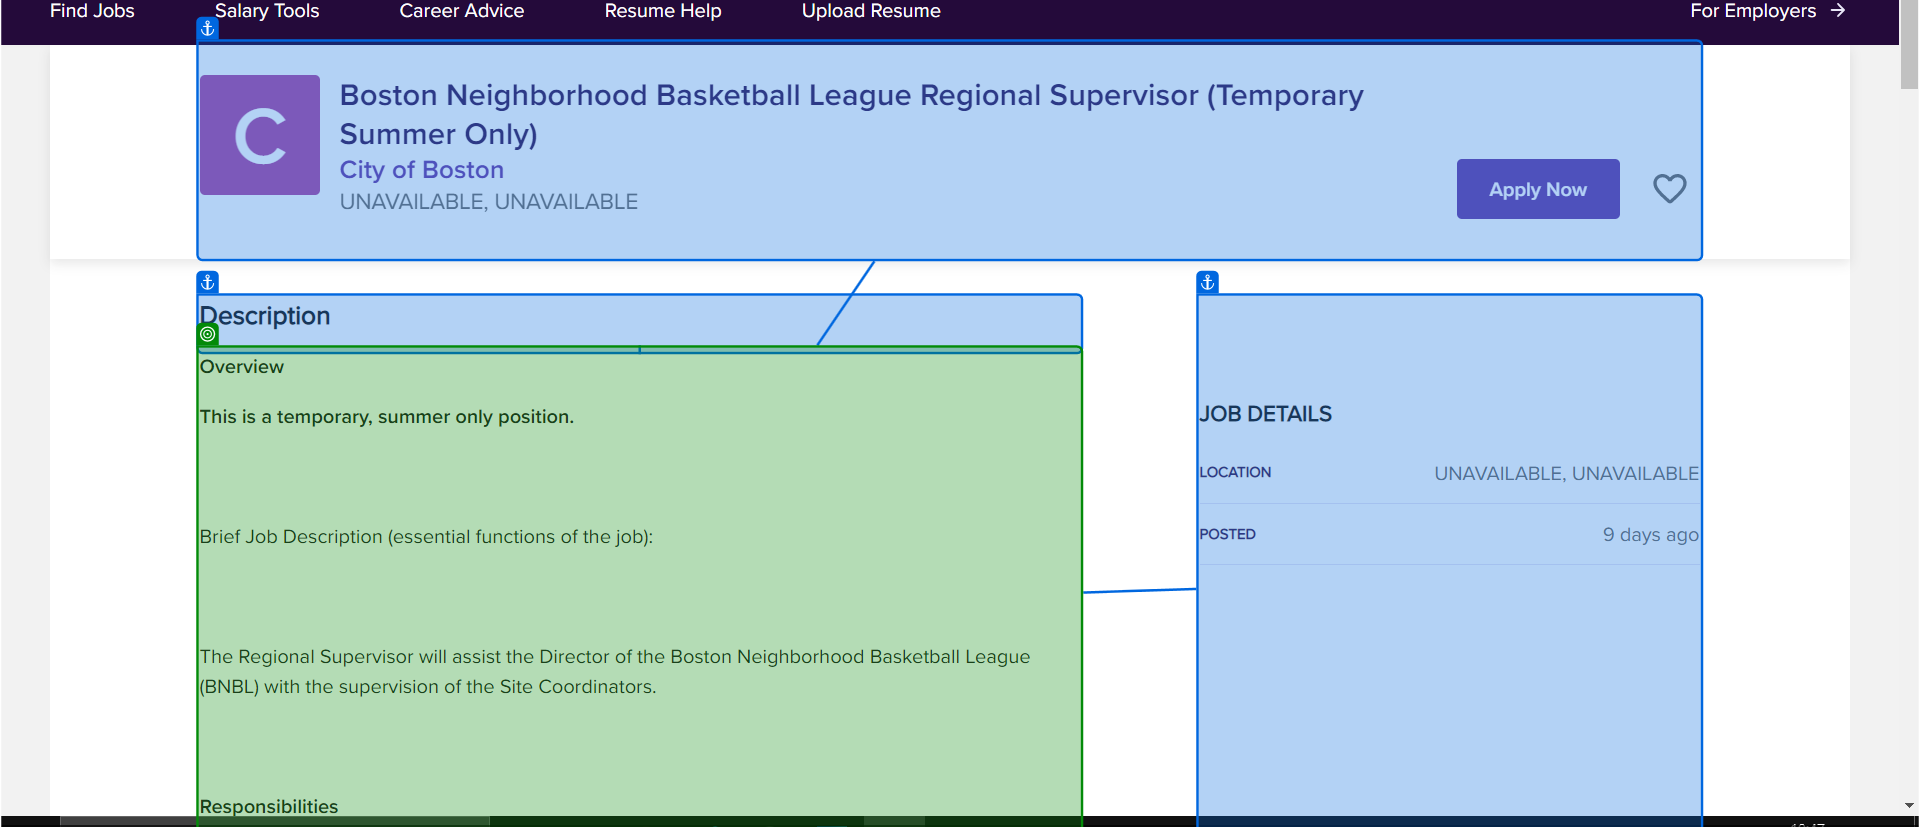 Find Jobs Salary Tools Career Advice Resume Help Upload Resume For Employers →
C
Boston Neighborhood Basketball League Regional Supervisor (Temporary
Summer Only)
City of Boston
UNAVAILABLE, UNAVAILABLE
Apply Now
Description
Overview
This is a temporary, summer only position.
Brief Job Description (essential functions of the job):
The Regional Supervisor will assist the Director of the Boston Neighborhood Basketball League
(BNBL) with the supervision of the Site Coordinators.
Responsibilities
JOB DETAILS
LOCATION UNAVAILABLE, UNAVAILABLE
POSTED 9 days ago